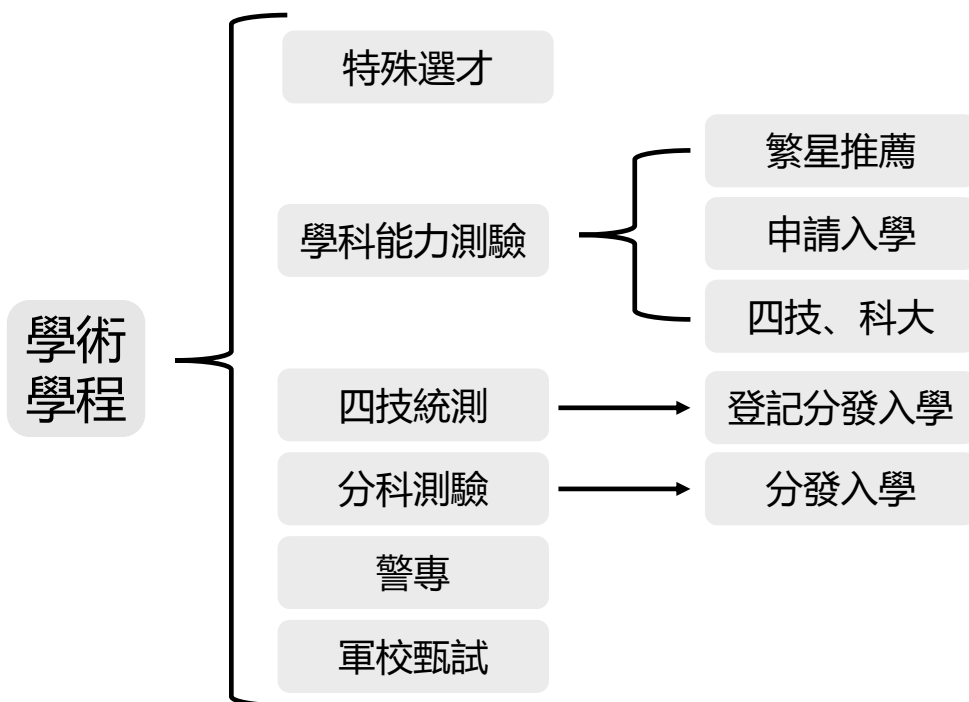 學術
學程
特殊選才
學科能力測驗
繁星推薦
申請入學
四技、科大
四技統測
登記分發入學
分科測驗
分發入學
警專
軍校甄試